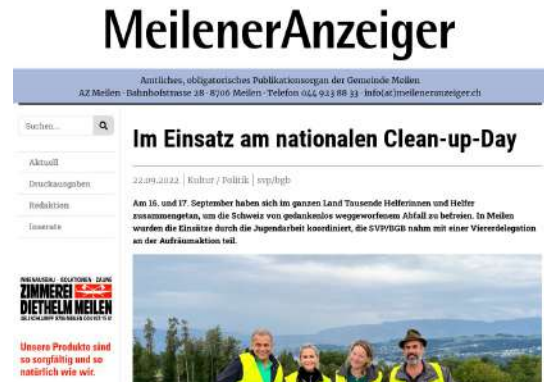 MeilenerAnzeiger
Amtliches, obligatorisches Publikationsorgan der Gemeinde Meilen
AZ Meilen · Bahnhofstrasse 28 · 8706 Meilen · Telefon 044 923 88 33 · info(at)meileneranzeiger.ch
Suchen...
Aktuell
Druckausgaben
Redaktion
Inserate
Im Einsatz am nationalen Clean-up-Day
22.09.2022 | Kultur / Politik | svp/bgb
Am 16. und 17. September haben sich im ganzen Land Tausende Helferinnen und Helfer
zusammengetan, um die Schweiz von gedankenlos weggeworfenem Abfall zu befreien. In Meilen
wurden die Einsätze durch die Jugendarbeit koordiniert, die SVP/BGB nahm mit einer Viererdelegation
an der Aufräumaktion teil.
ZIMMEREI
DIETHELM MEILEN
Unsere Produkte sind
so sorgfältig und so
natürlich wie wir.